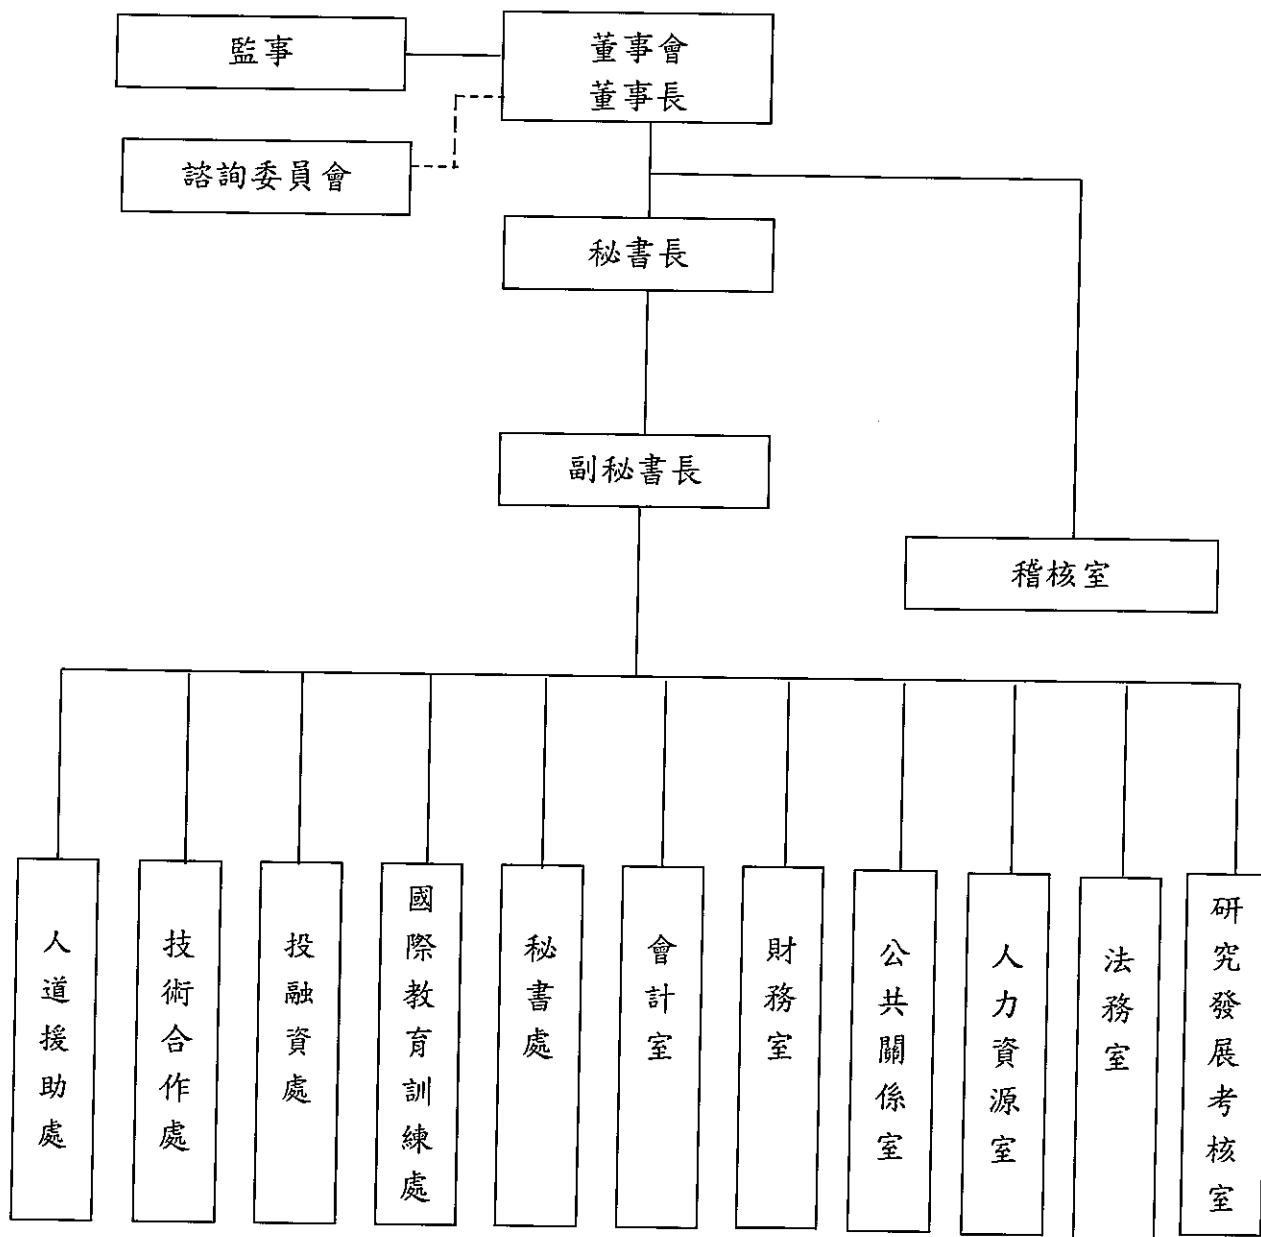 監事
董事會
董事長
諮詢委員會
秘書長
副秘書長
稽核室
人道援助處
技術合作處
投融資處
國際教育訓練處
秘書處
會計室
財務室
公共關係室
人力資源室
法務室
研究發展考核室